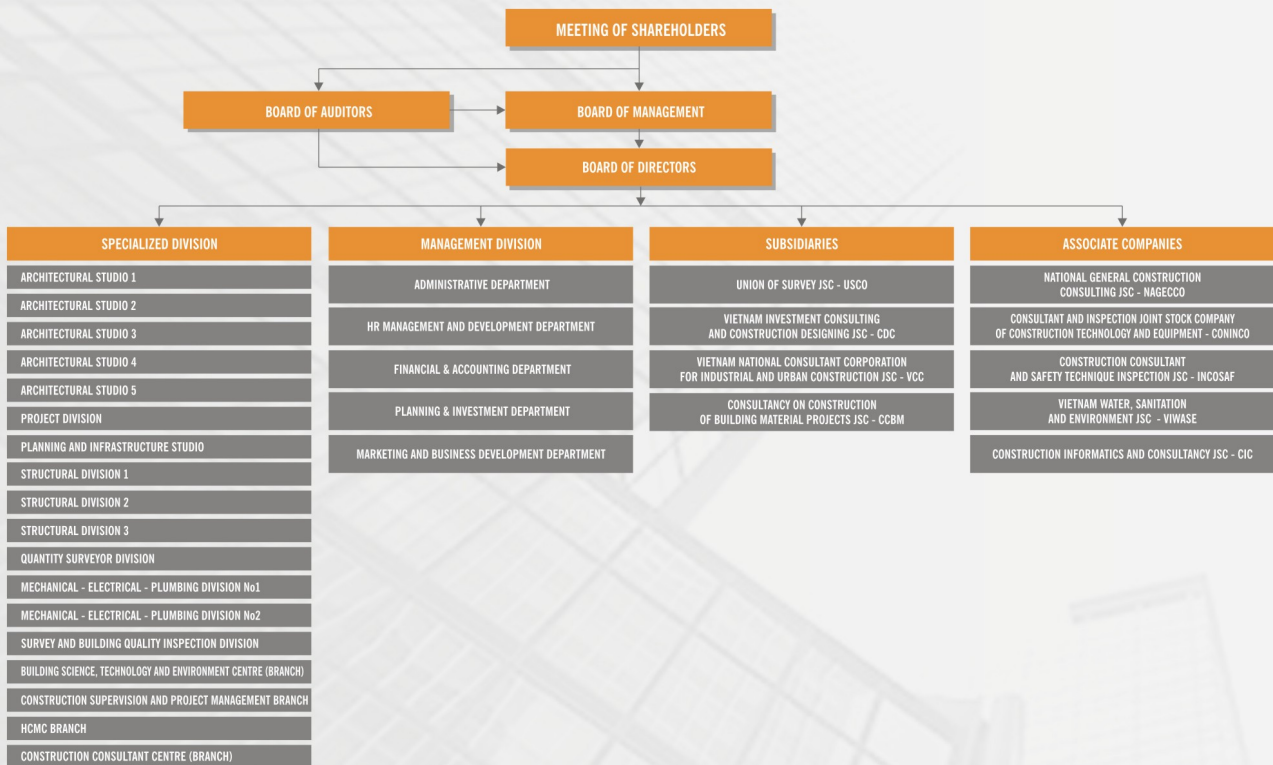 MEETING OF SHAREHOLDERS
BOARD OF AUDITORS
BOARD OF MANAGEMENT
BOARD OF DIRECTORS
SPECIALIZED DIVISION
ARCHITECTURAL STUDIO 1
ARCHITECTURAL STUDIO 2
ARCHITECTURAL STUDIO 3
ARCHITECTURAL STUDIO 4
ARCHITECTURAL STUDIO 5
PROJECT DIVISION
PLANNING AND INFRASTRUCTURE STUDIO
STRUCTURAL DIVISION 1
STRUCTURAL DIVISION 2
STRUCTURAL DIVISION 3
QUANTITY SURVEYOR DIVISION
MECHANICAL - ELECTRICAL - PLUMBING DIVISION No1
MECHANICAL - ELECTRICAL - PLUMBING DIVISION No2
SURVEY AND BUILDING QUALITY INSPECTION DIVISION
BUILDING SCIENCE, TECHNOLOGY AND ENVIRONMENT CENTRE (BRANCH)
CONSTRUCTION SUPERVISION AND PROJECT MANAGEMENT BRANCH
HCMC BRANCH
CONSTRUCTION CONSULTANT CENTRE (BRANCH)
MANAGEMENT DIVISION
ADMINISTRATIVE DEPARTMENT
HR MANAGEMENT AND DEVELOPMENT DEPARTMENT
FINANCIAL & ACCOUNTING DEPARTMENT
PLANNING & INVESTMENT DEPARTMENT
MARKETING AND BUSINESS DEVELOPMENT DEPARTMENT
SUBSIDIARIES
UNION OF SURVEY JSC - USCO
VIETNAM INVESTMENT CONSULTING
AND CONSTRUCTION DESIGNING JSC - CDC
VIETNAM NATIONAL CONSULTANT CORPORATION
FOR INDUSTRIAL AND URBAN CONSTRUCTION JSC - VCC
CONSULTANCY ON CONSTRUCTION
OF BUILDING MATERIAL PROJECTS JSC - CCBM
ASSOCIATE COMPANIES
NATIONAL GENERAL CONSTRUCTION
CONSULTING JSC - NAGECCO
CONSULTANT AND INSPECTION JOINT STOCK COMPANY
OF CONSTRUCTION TECHNOLOGY AND EQUIPMENT - CONINCO
CONSTRUCTION CONSULTANT
AND SAFETY TECHNIQUE INSPECTION JSC - INCOSAF
VIETNAM WATER, SANITATION
AND ENVIRONMENT JSC - VIWASE
CONSTRUCTION INFORMATICS AND CONSULTANCY JSC - CIC